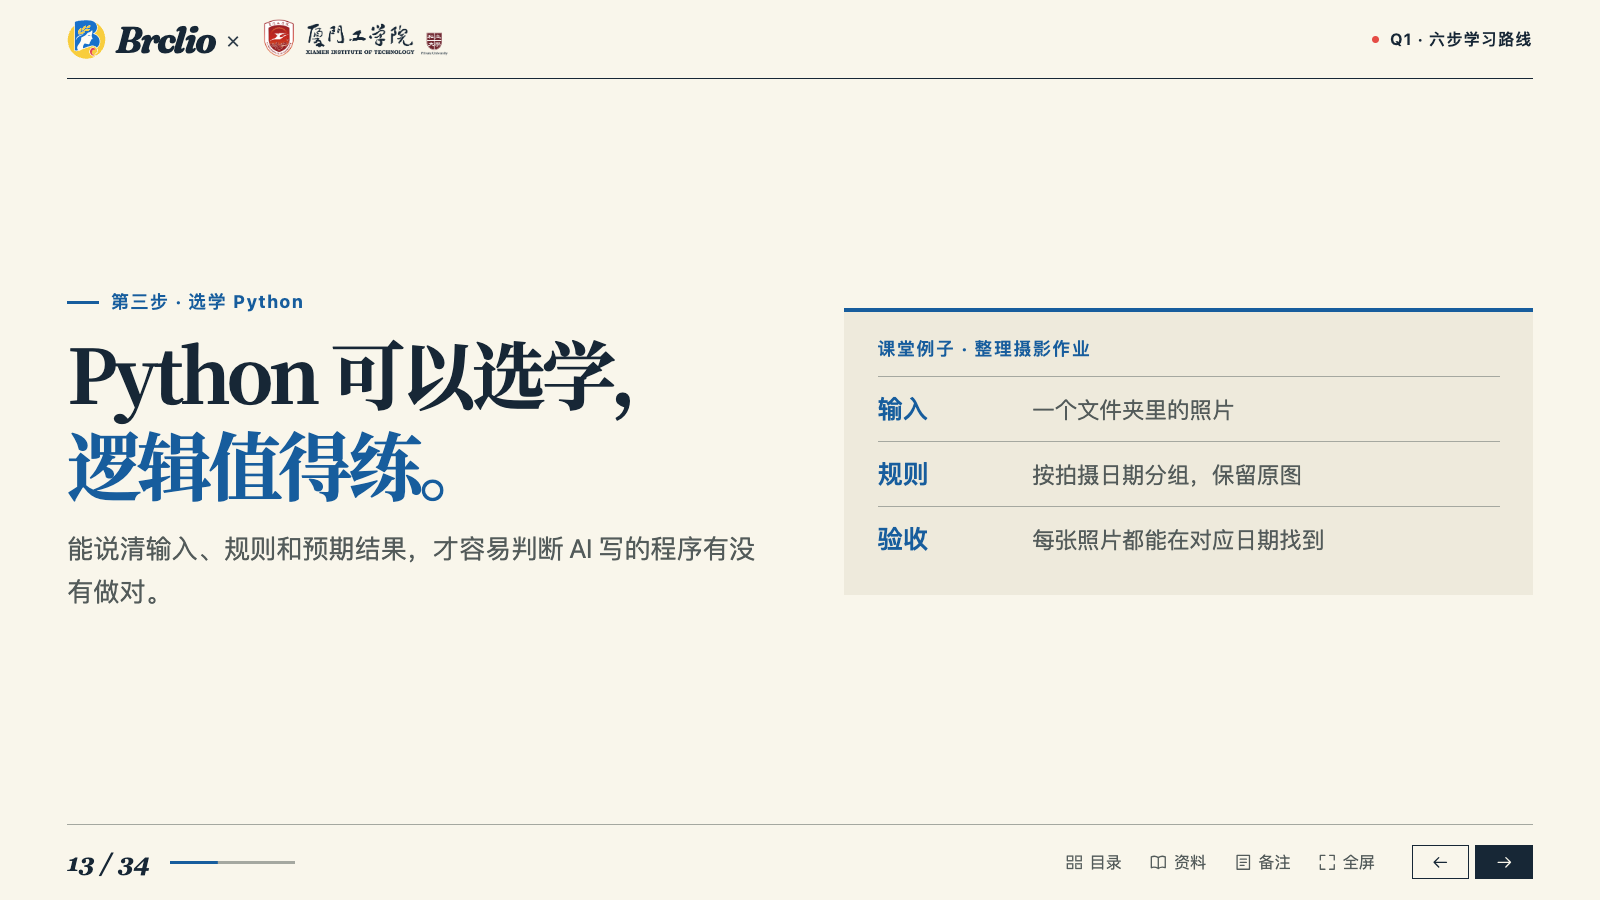 Brclio ×
厦门工学院
XIAMEN INSTITUTE OF TECHNOLOGY
Q1 · 六步学习路线
第三步 · 选学 Python
Python 可以选学，
逻辑值得练。
能说清输入、规则和预期结果，才容易判断 AI 写的程序有没
有做对。
课堂例子 · 整理摄影作业
输入 一个文件夹里的照片
规则 按拍摄日期分组，保留原图
验收 每张照片都能在对应日期找到
13 / 34
目录 资料 备注 全屏 ← →